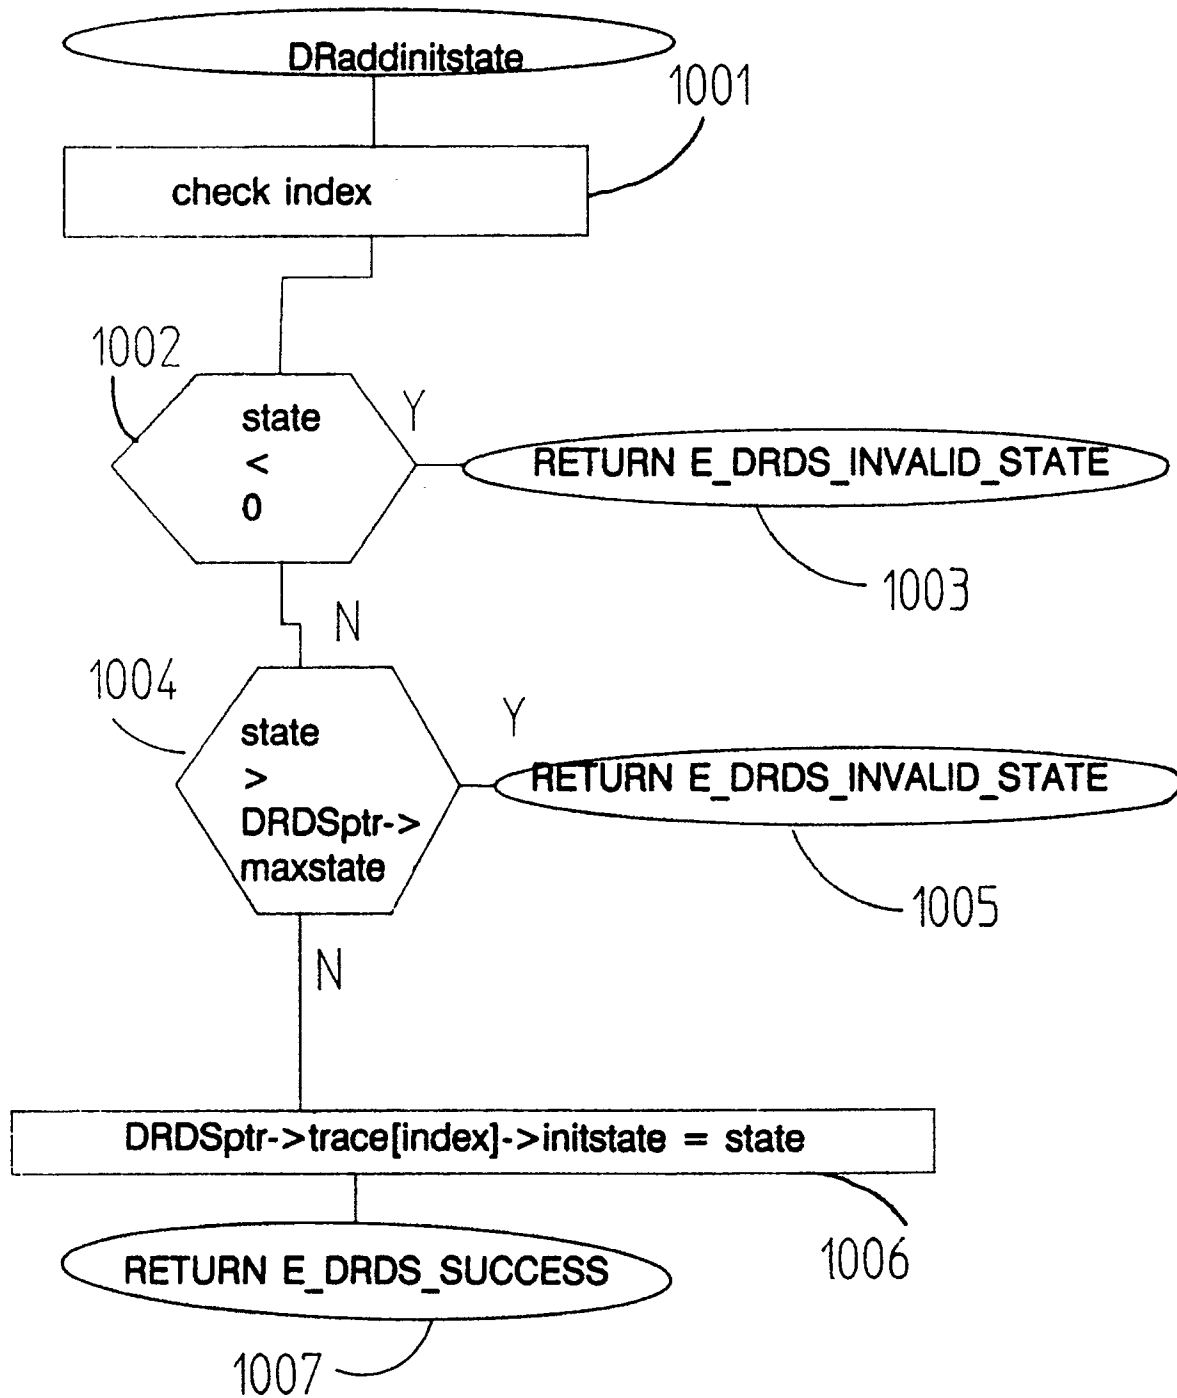 DRaddinitstate
1001
check index
1002
state
<
0
Y
RETURN E_DRDS_INVALID_STATE
1003
N
1004
state
>
DRDSptr->
maxstate
Y
RETURN E_DRDS_INVALID_STATE
1005
N
DRDSptr->trace[index]->initstate = state
1006
RETURN E_DRDS_SUCCESS
1007